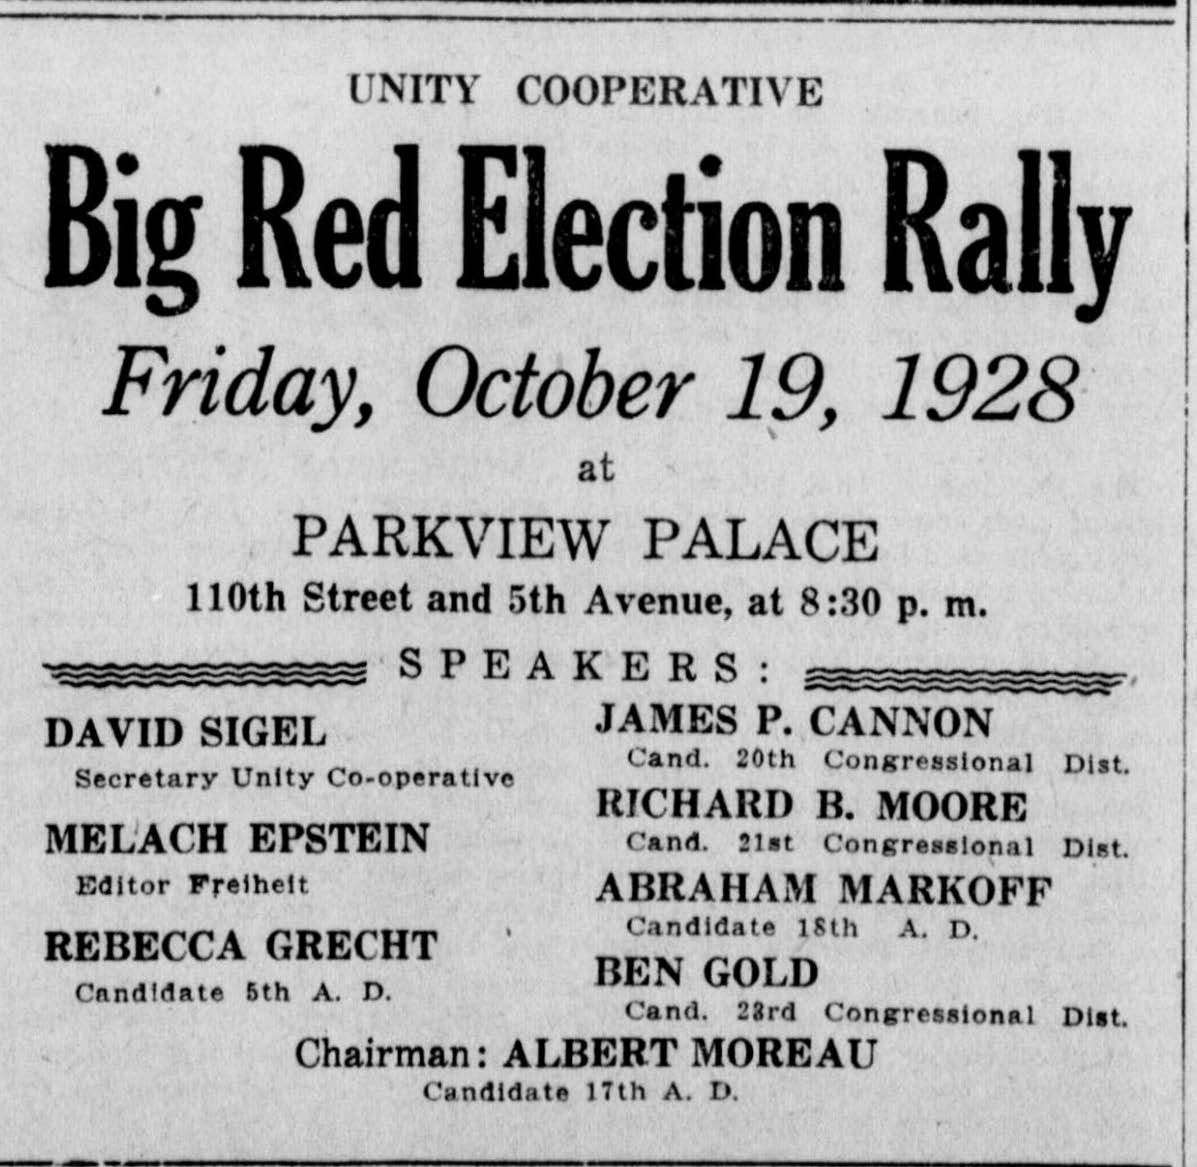 UNITY COOPERATIVE
Big Red Election Rally
Friday, October 19, 1928
at
PARKVIEW PALACE
110th Street and 5th Avenue, at 8:30 p. m.
SPEAKERS:
DAVID SIGEL
Secretary Unity Co-operative
MELACH EPSTEIN
Editor Freiheit
REBECCA GRECHT
Candidate 5th A. D.
JAMES P. CANNON
Cand. 20th Congressional Dist.
RICHARD B. MOORE
Cand. 21st Congressional Dist.
ABRAHAM MARKOFF
Candidate 18th A. D.
BEN GOLD
Cand. 23rd Congressional Dist.
Chairman: ALBERT MOREAU
Candidate 17th A. D.